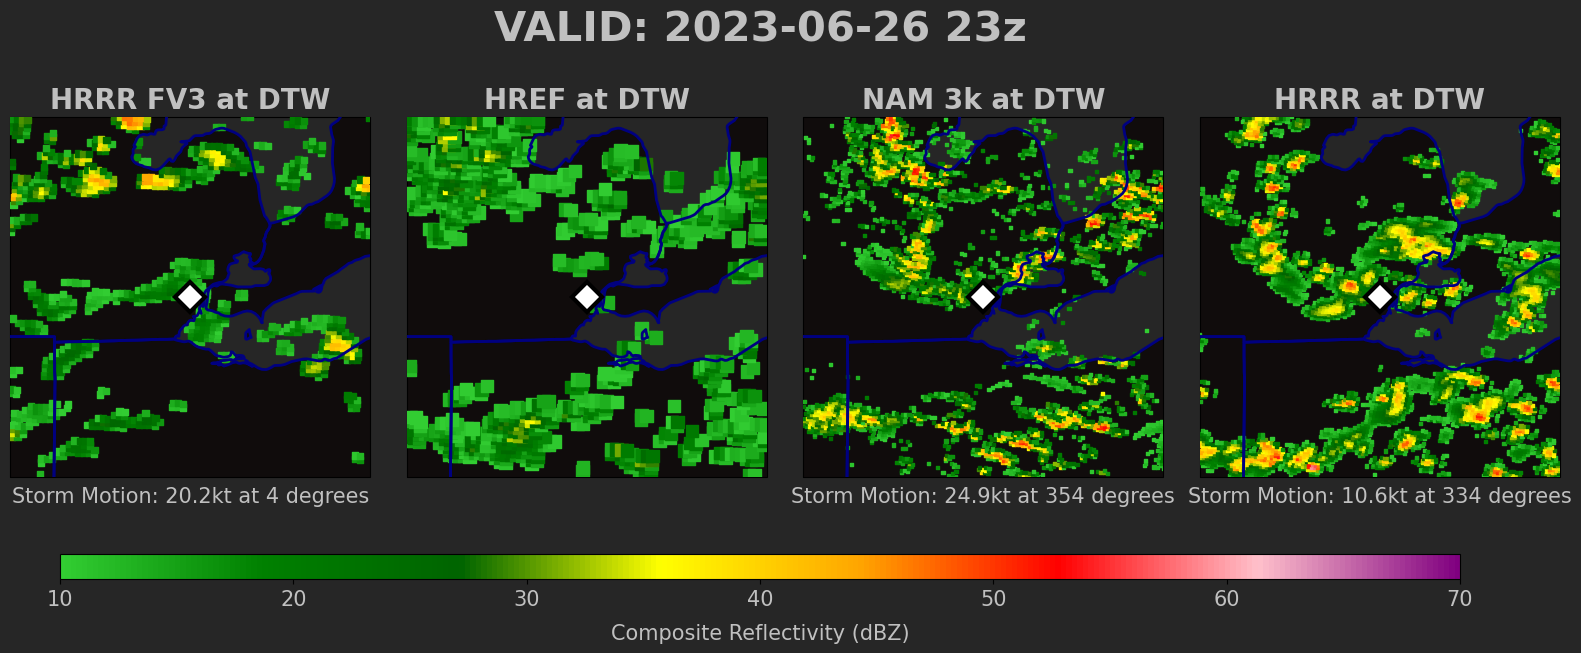 VALID: 2023-06-26 23z
HRRR FV3 at DTW
HREF at DTW
NAM 3k at DTW
HRRR at DTW
Storm Motion: 20.2kt at 4 degrees
Storm Motion: 24.9kt at 354 degrees
Storm Motion: 10.6kt at 334 degrees
10 20 30 40 50 60 70
Composite Reflectivity (dBZ)